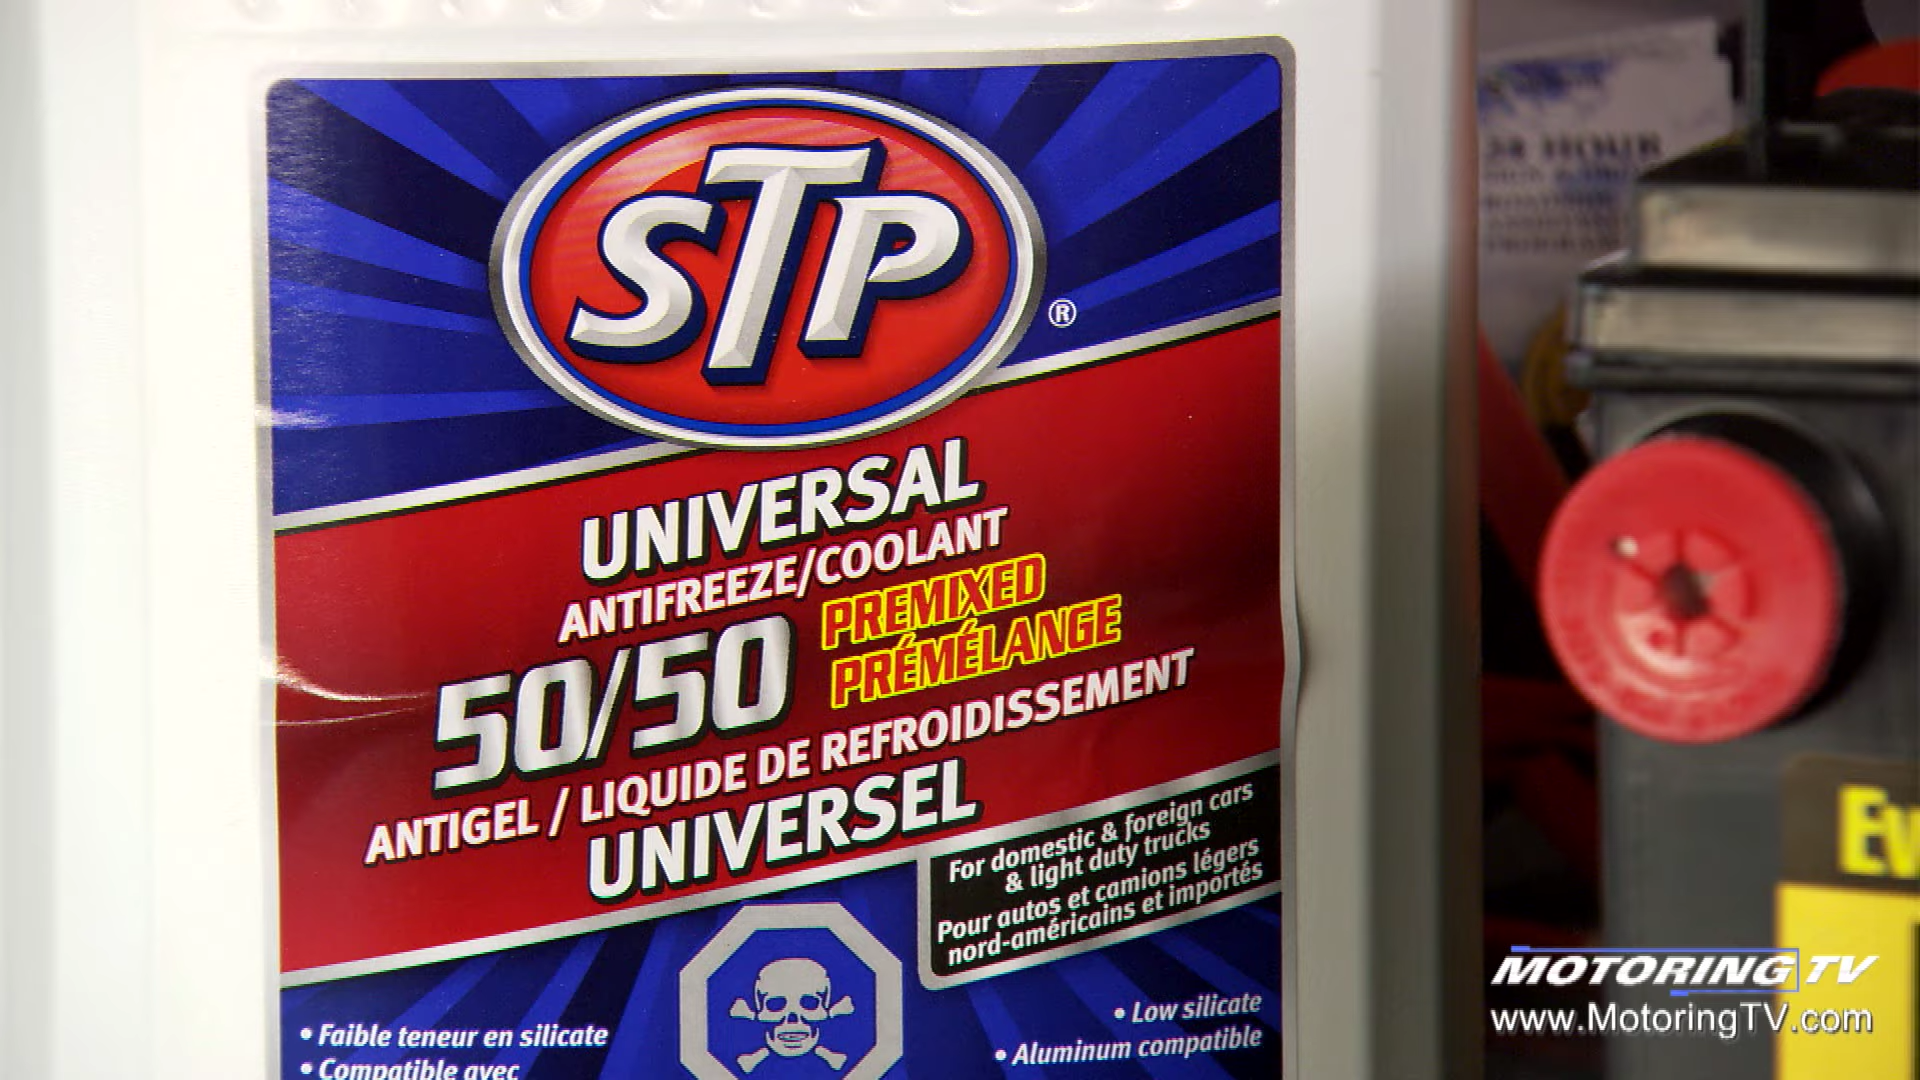 STP
®
UNIVERSAL
ANTIFREEZE/COOLANT
50/50
PREMIXED
PRÉMÉLANGE
ANTIGEL / LIQUIDE DE REFROIDISSEMENT
UNIVERSEL
For domestic & foreign cars
& light duty trucks
Pour autos et camions légers
nord-américains et importés
• Faible teneur en silicate
• Compatible avec
• Low silicate
• Aluminum compatible
24 HOUR
MOTORING TV
www.MotoringTV.com